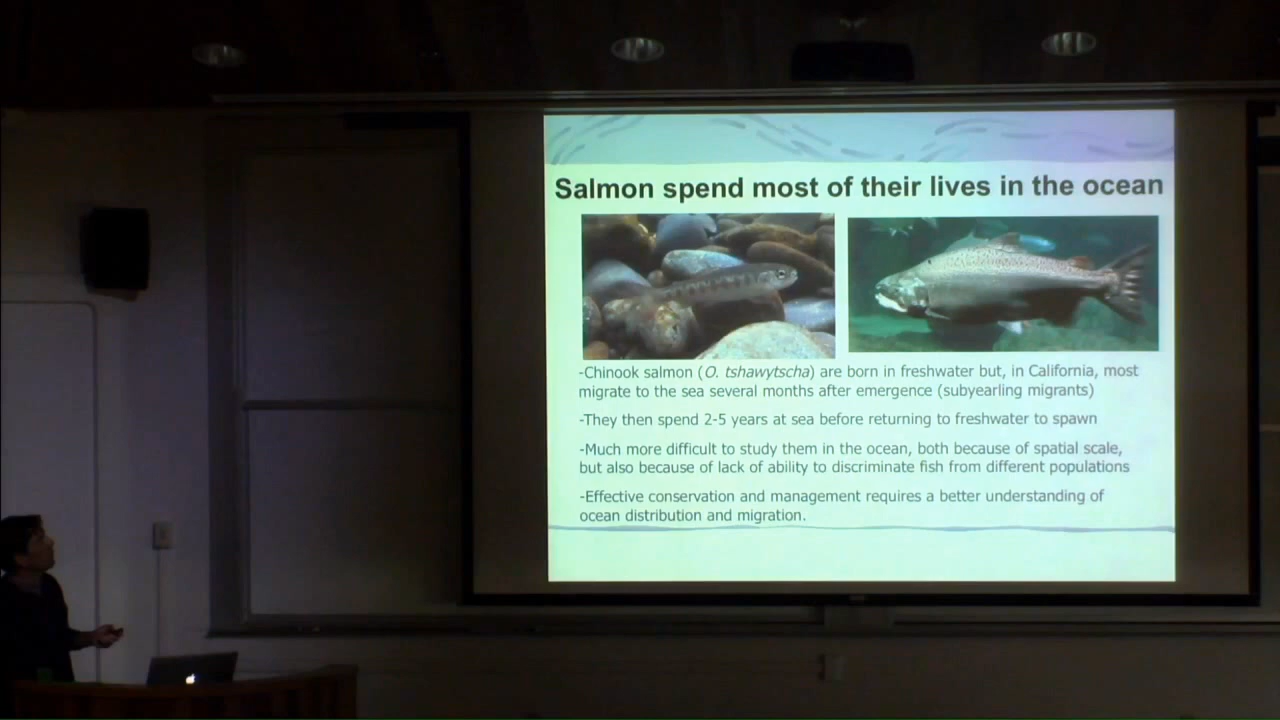 Salmon spend most of their lives in the ocean
-Chinook salmon (O. tshawytscha) are born in freshwater but, in California, most
migrate to the sea several months after emergence (subyearling migrants)
-They then spend 2-5 years at sea before returning to freshwater to spawn
-Much more difficult to study them in the ocean, both because of spatial scale,
but also because of lack of ability to discriminate fish from different populations
-Effective conservation and management requires a better understanding of
ocean distribution and migration.